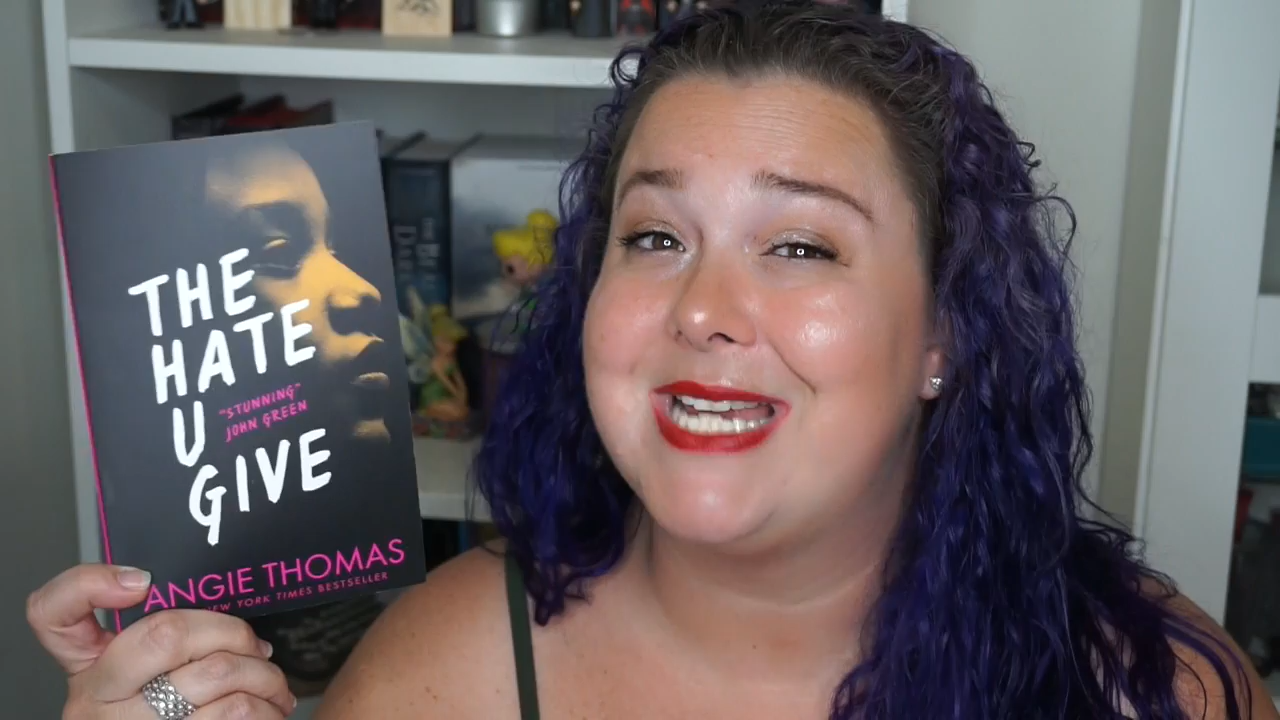 THE
HATE
U
"STUNNING"
JOHN GREEN
GIVE
ANGIE THOMAS
NEW YORK TIMES BESTSELLER